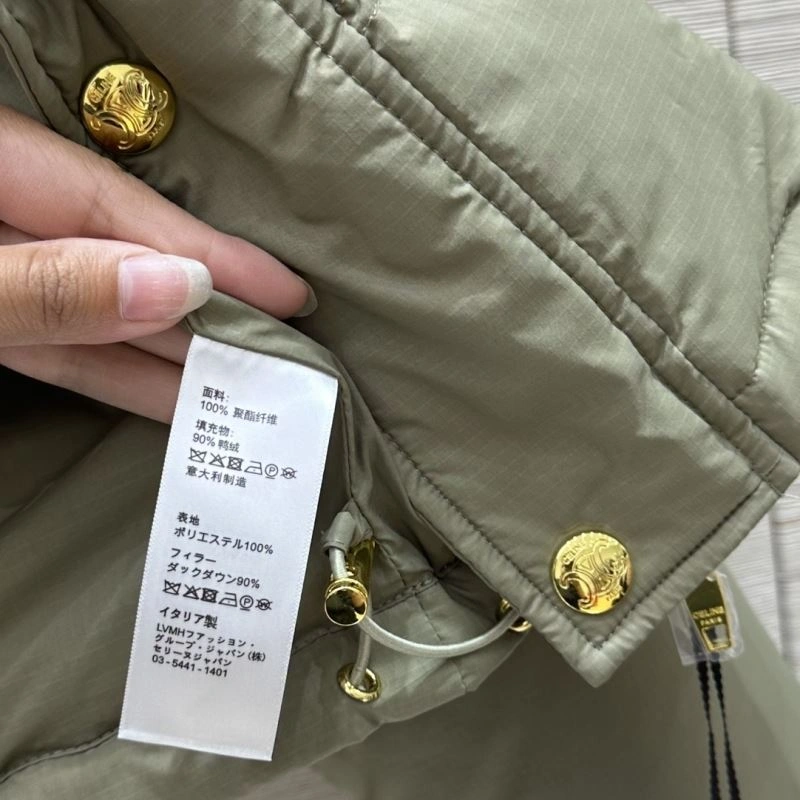 CELINE
面料:
100% 聚酯纤维
填充物:
90% 鸭绒
P
意大利制造
表地
ポリエステル100%
フィラー
ダックダウン90%
P
イタリア製
LVMHファッション・
グループ・ジャパン(株)
セリーヌジャパン
03-5441-1401
CELINE
CELINE
PARIS